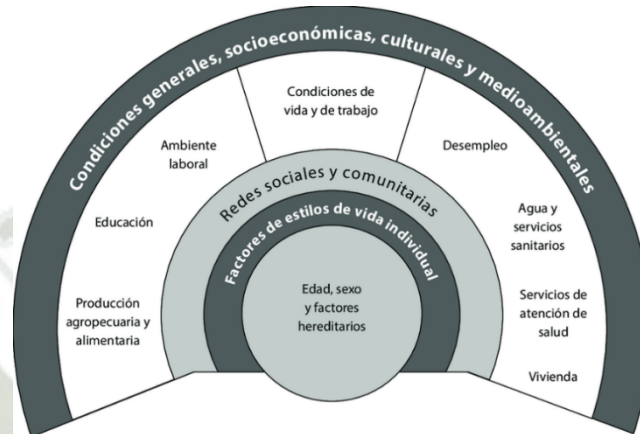 Condiciones generales, socioeconómicas, culturales y medioambientales
Condiciones de
vida y de trabajo
Ambiente
laboral
Desempleo
Redes sociales y comunitarias
Educación
Agua y
servicios
sanitarios
Factores de estilos de vida individual
Edad, sexo
y factores
hereditarios
Producción
agropecuaria y
alimentaria
Servicios de
atención de
salud
Vivienda